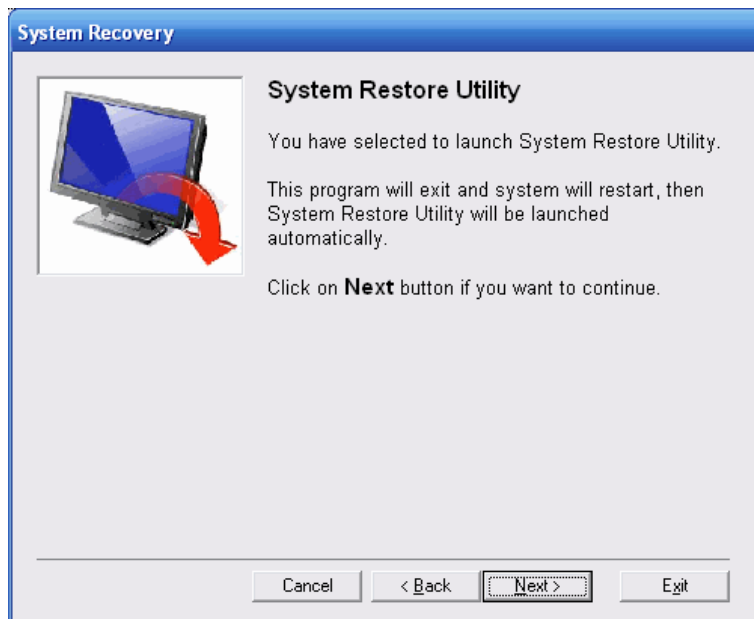 System Recovery
System Restore Utility
You have selected to launch System Restore Utility.
This program will exit and system will restart, then
System Restore Utility will be launched
automatically.
Click on Next button if you want to continue.
Cancel
< Back
Next >
Exit